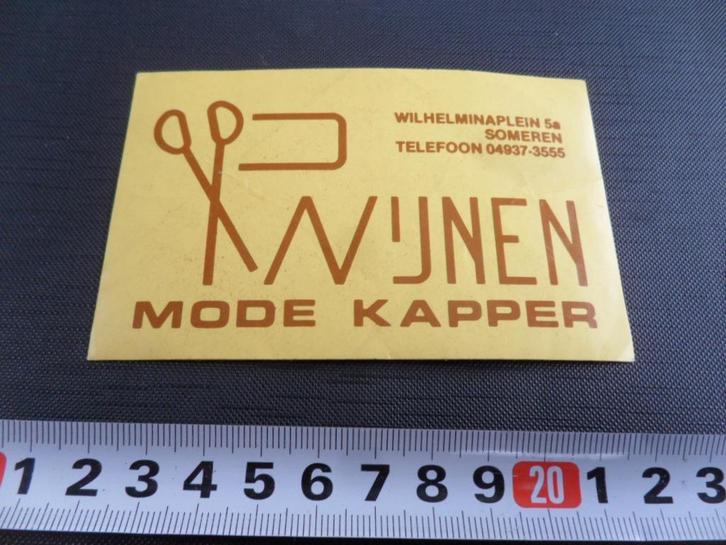 WILHELMINAPLEIN 5a
SOMEREN
TELEFOON 04937-3555
P WIJNEN
MODE KAPPER
1 2 3 4 5 6 7 8 9 20 1 2 3